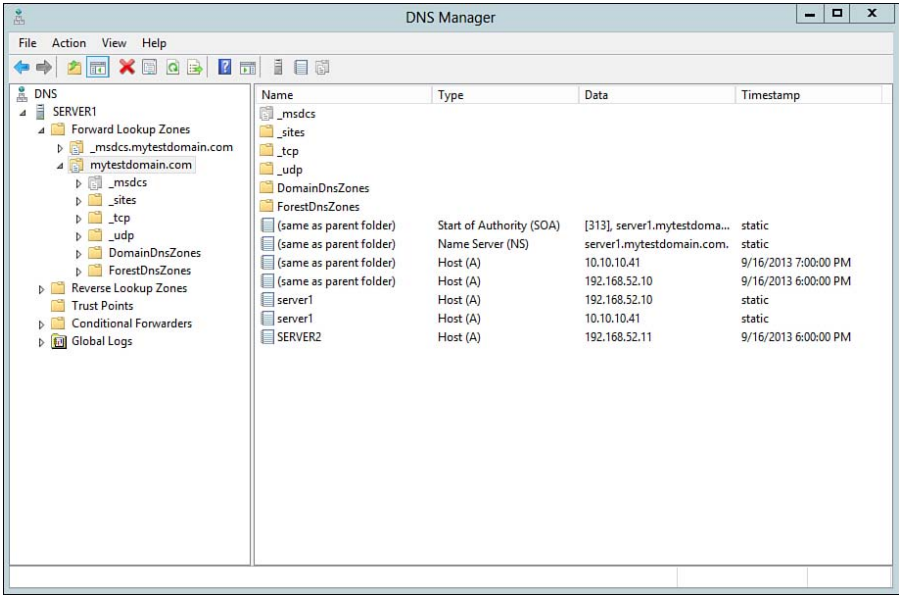 DNS Manager
File Action View Help
DNS
SERVER1
Forward Lookup Zones
_msdcs.mytestdomain.com
mytestdomain.com
_msdcs
_sites
_tcp
_udp
DomainDnsZones
ForestDnsZones
Reverse Lookup Zones
Trust Points
Conditional Forwarders
Global Logs
Name Type Data Timestamp
_msdcs
_sites
_tcp
_udp
DomainDnsZones
ForestDnsZones
(same as parent folder) Start of Authority (SOA) [313], server1.mytestdoma... static
(same as parent folder) Name Server (NS) server1.mytestdomain.com. static
(same as parent folder) Host (A) 10.10.10.41 9/16/2013 7:00:00 PM
(same as parent folder) Host (A) 192.168.52.10 9/16/2013 6:00:00 PM
server1 Host (A) 192.168.52.10 static
server1 Host (A) 10.10.10.41 static
SERVER2 Host (A) 192.168.52.11 9/16/2013 6:00:00 PM